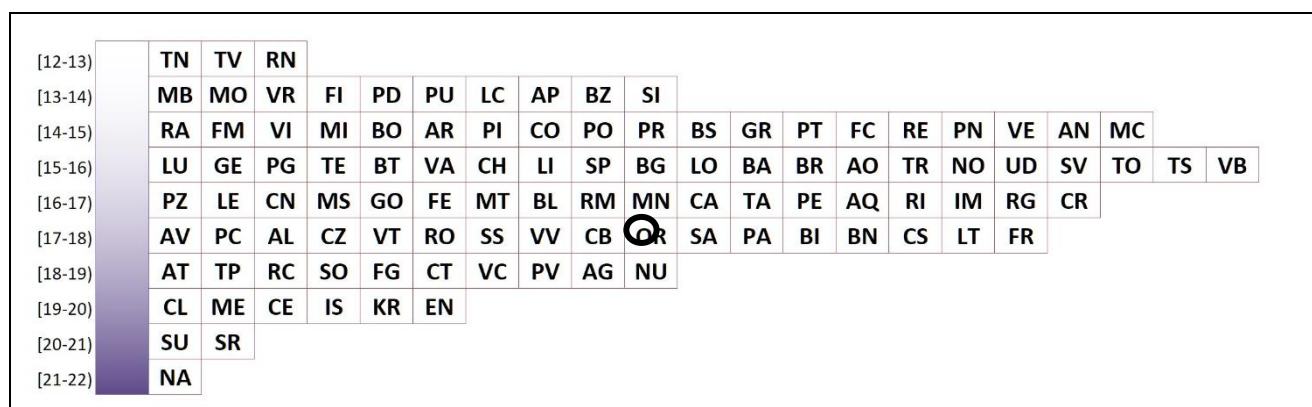 [12-13) TN TV RN
[13-14) MB MO VR FI PD PU LC AP BZ SI
[14-15) RA FM VI MI BO AR PI CO PO PR BS GR PT FC RE PN VE AN MC
[15-16) LU GE PG TE BT VA CH LI SP BG LO BA BR AO TR NO UD SV TO TS VB
[16-17) PZ LE CN MS GO FE MT BL RM MN CA TA PE AQ RI IM RG CR
[17-18) AV PC AL CZ VT RO SS VV CB OR SA PA BI BN CS LT FR
[18-19) AT TP RC SO FG CT VC PV AG NU
[19-20) CL ME CE IS KR EN
[20-21) SU SR
[21-22) NA